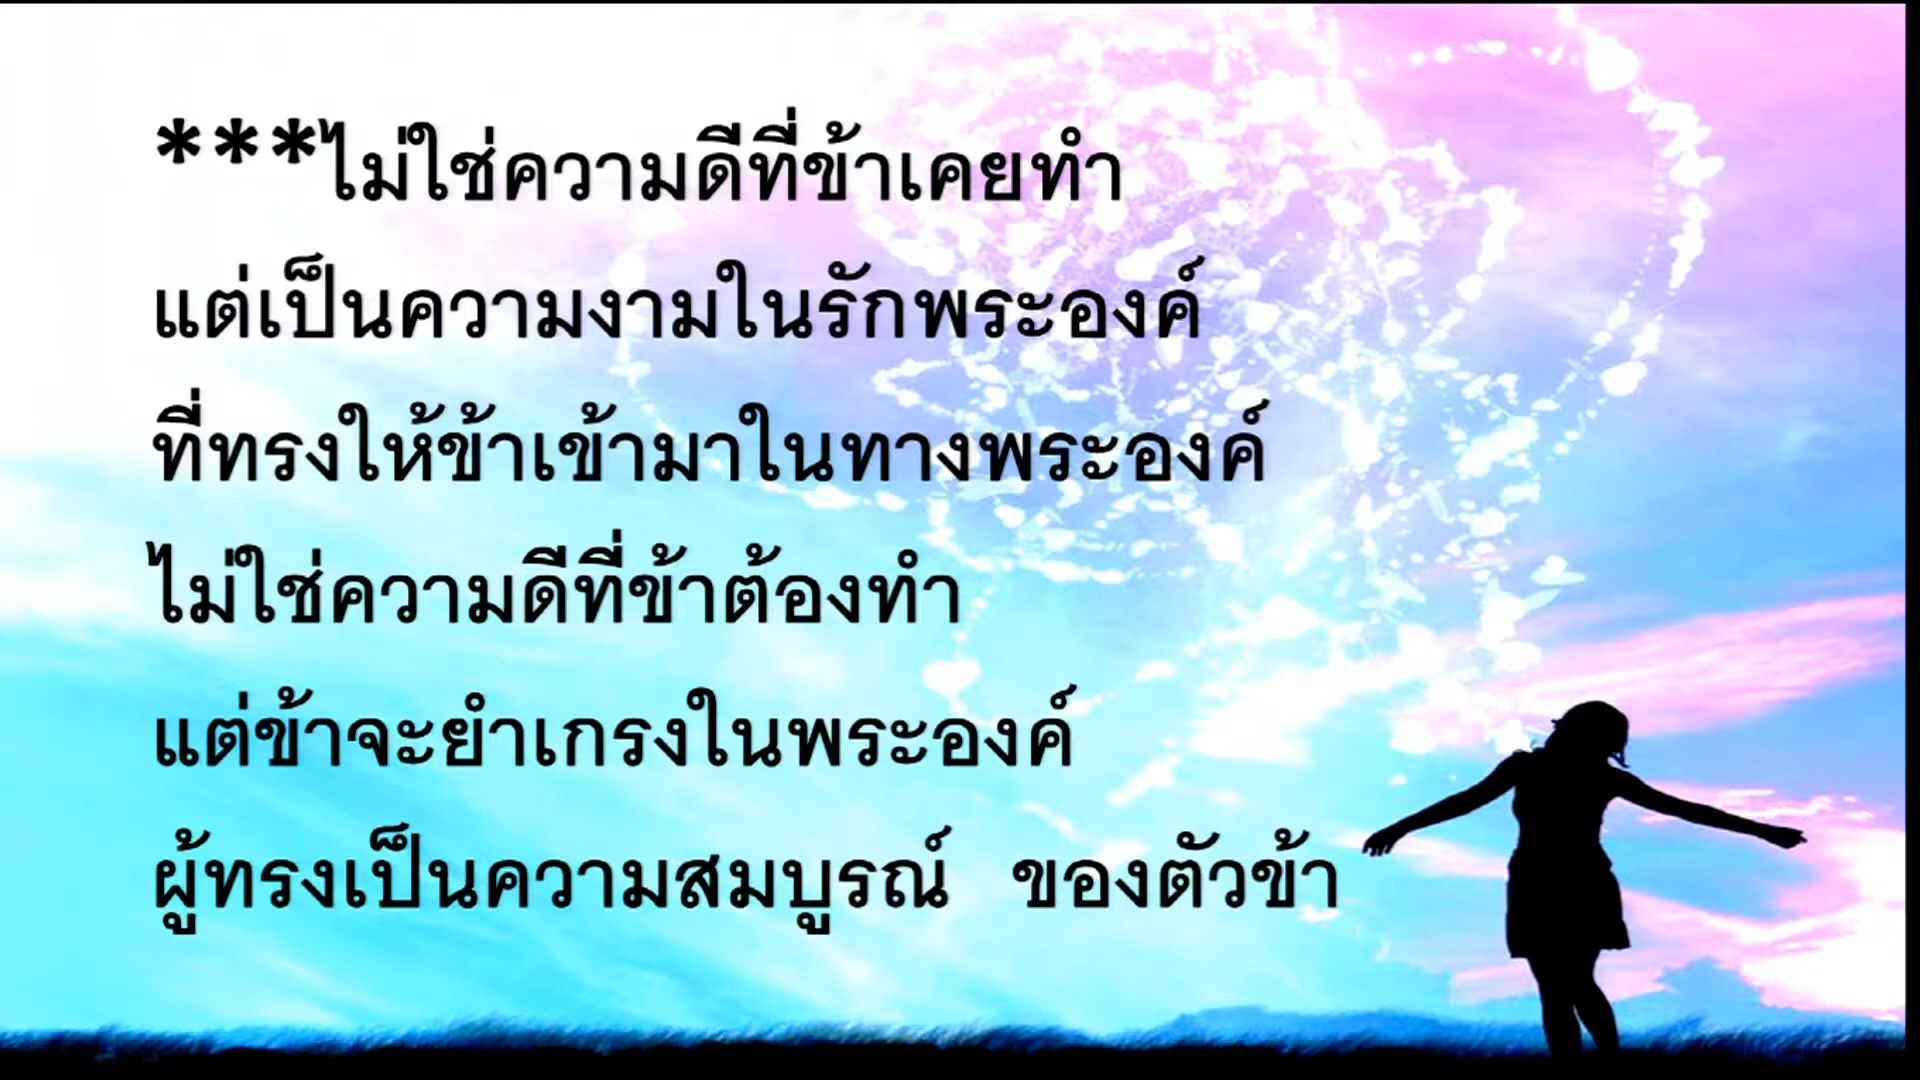 ***ไม่ใช่ความดีที่ข้าเคยทำ
แต่เป็นความงามในรักพระองค์
ที่ทรงให้ข้าเข้ามาในทางพระองค์
ไม่ใช่ความดีที่ข้าต้องทำ
แต่ข้าจะยำเกรงในพระองค์
ผู้ทรงเป็นความสมบูรณ์ ของตัวข้า